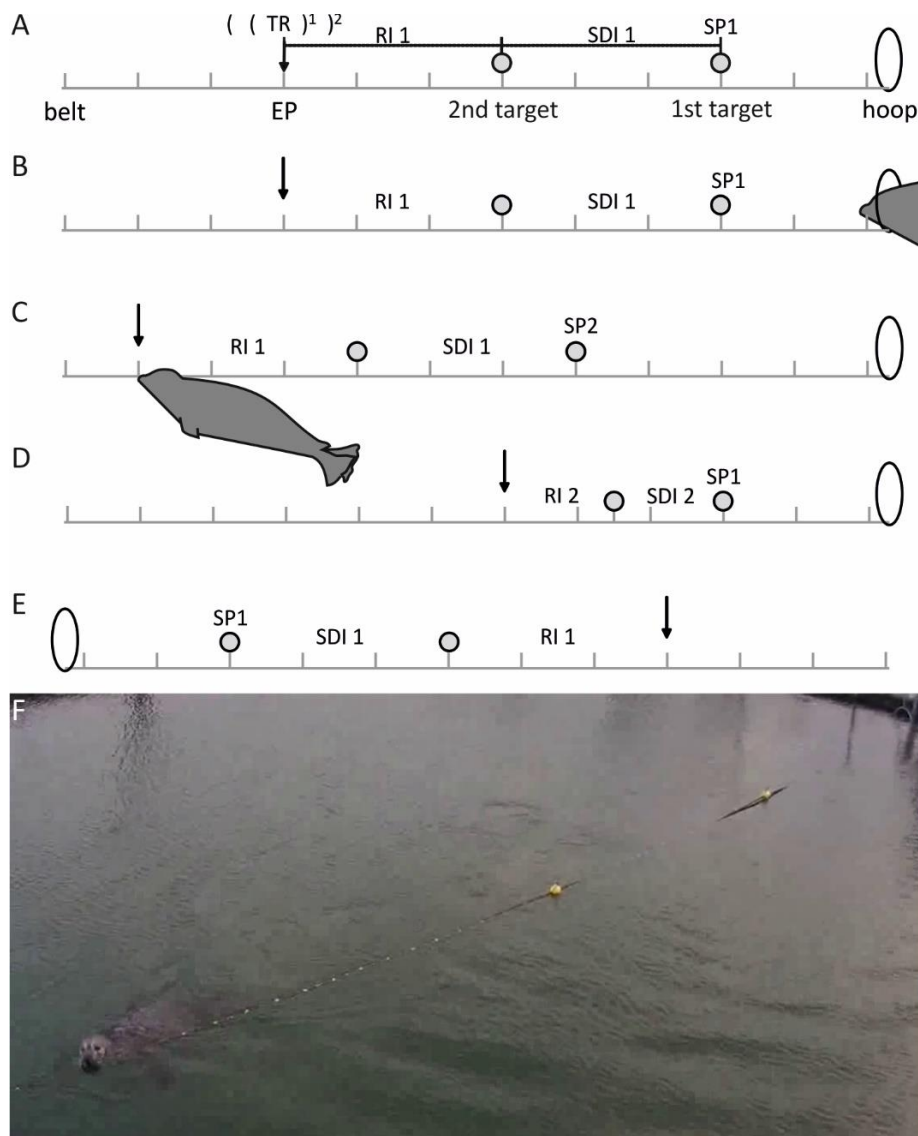 A
( ( TR )¹ )²
RI 1 SDI 1 SP1
belt EP 2nd target 1st target hoop
B
RI 1 SDI 1 SP1
C
RI 1 SDI 1 SP2
D
RI 2 SDI 2 SP1
E
SP1 SDI 1 RI 1
F